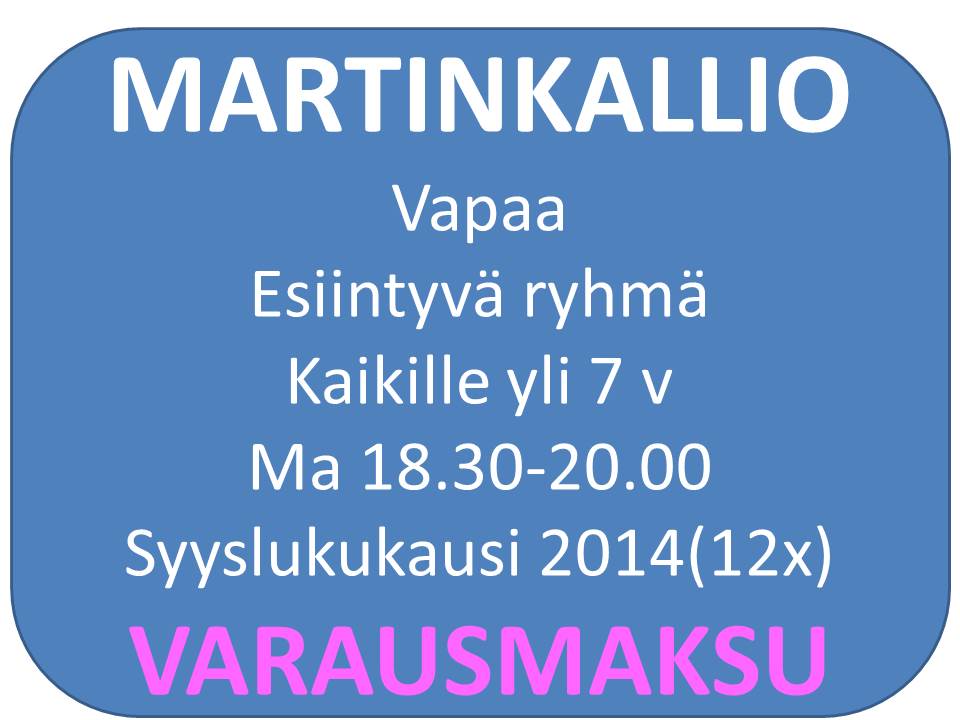 MARTINKALLIO
Vapaa
Esiintyvä ryhmä
Kaikille yli 7 v
Ma 18.30-20.00
Syyslukukausi 2014(12x)
VARAUSMAKSU